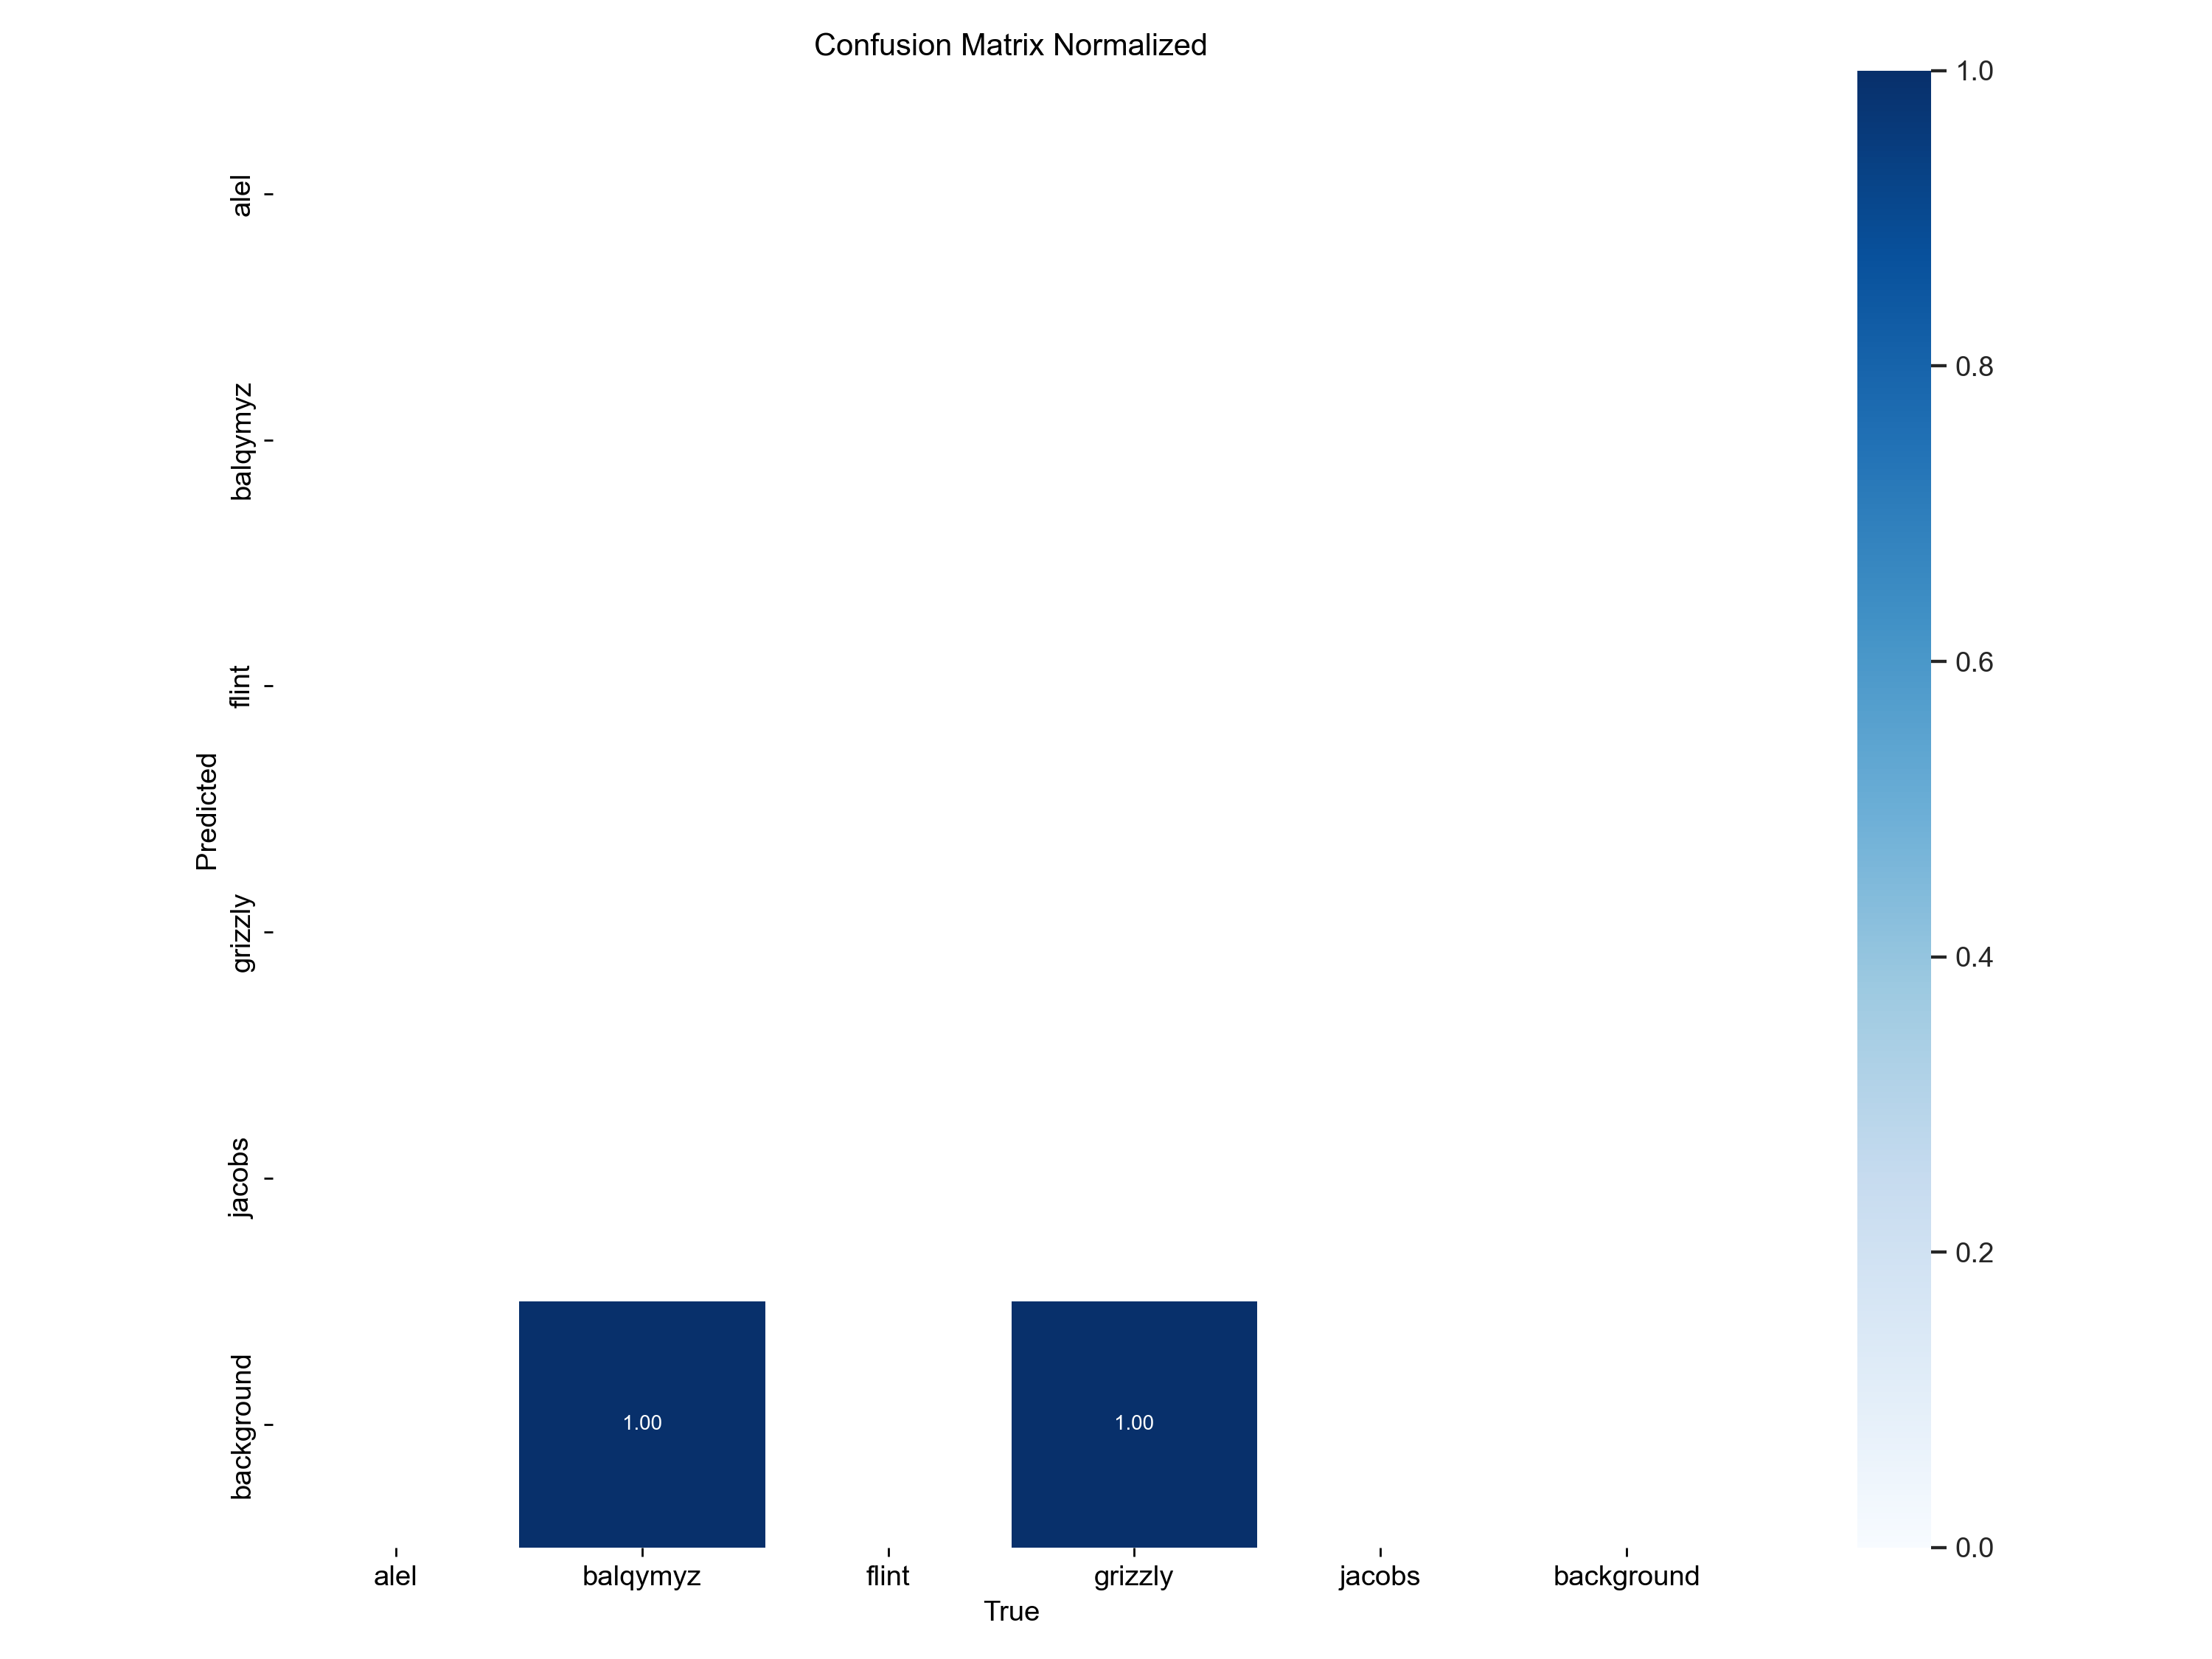 Confusion Matrix Normalized
Predicted
alel
balqymyz
flint
grizzly
jacobs
background
1.00
1.00
alel
balqymyz
flint
grizzly
jacobs
background
True
1.0
0.8
0.6
0.4
0.2
0.0